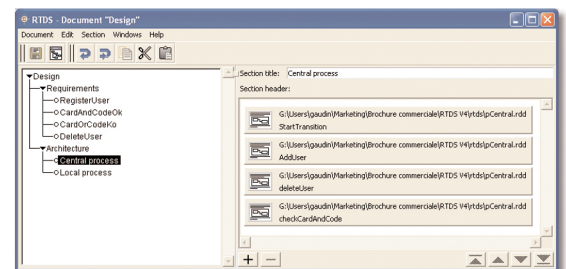 RTDS - Document "Design"
Document Edit Section Windows Help
Design
Requirements
RegisterUser
CardAndCodeOk
CardOrCodeKo
DeleteUser
Architecture
Central process
Local process
Section title: Central process
Section header:
G:\Users\gaudin\Marketing\Brochure commerciale\RTDS V4\rtds\pCentral.rdd
StartTransition
G:\Users\gaudin\Marketing\Brochure commerciale\RTDS V4\rtds\pCentral.rdd
AddUser
G:\Users\gaudin\Marketing\Brochure commerciale\RTDS V4\rtds\pCentral.rdd
deleteUser
G:\Users\gaudin\Marketing\Brochure commerciale\RTDS V4\rtds\pCentral.rdd
checkCardAndCode